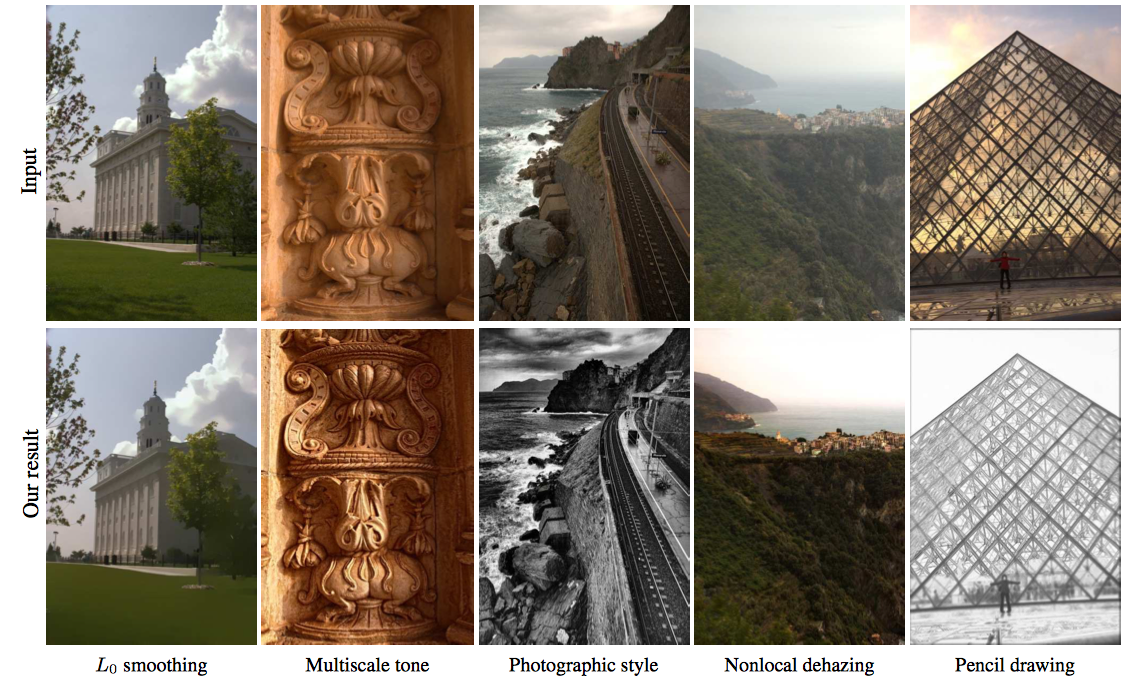 Input
Our result
L₀ smoothing
Multiscale tone
Photographic style
Nonlocal dehazing
Pencil drawing